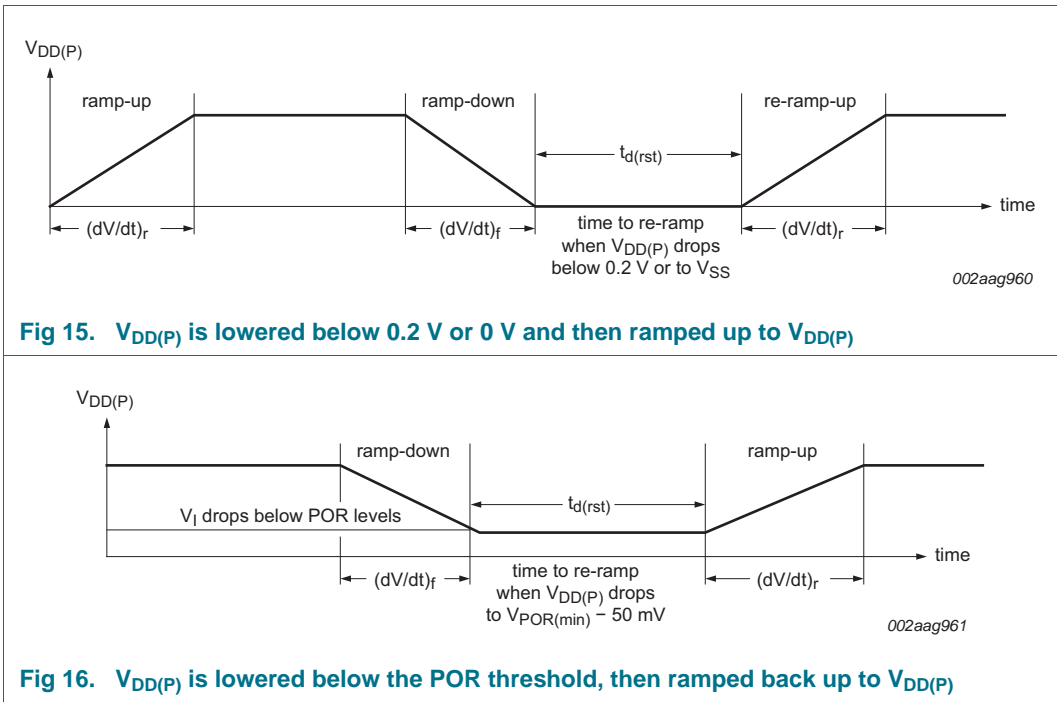 VDD(P)
ramp-up
ramp-down
re-ramp-up
td(rst)
time
(dV/dt)r
(dV/dt)f
time to re-ramp
when VDD(P) drops
below 0.2 V or to VSS
(dV/dt)r
002aag960
Fig 15. VDD(P) is lowered below 0.2 V or 0 V and then ramped up to VDD(P)
VDD(P)
ramp-down
ramp-up
td(rst)
VI drops below POR levels
time
(dV/dt)f
time to re-ramp
when VDD(P) drops
to VPOR(min) − 50 mV
(dV/dt)r
002aag961
Fig 16. VDD(P) is lowered below the POR threshold, then ramped back up to VDD(P)